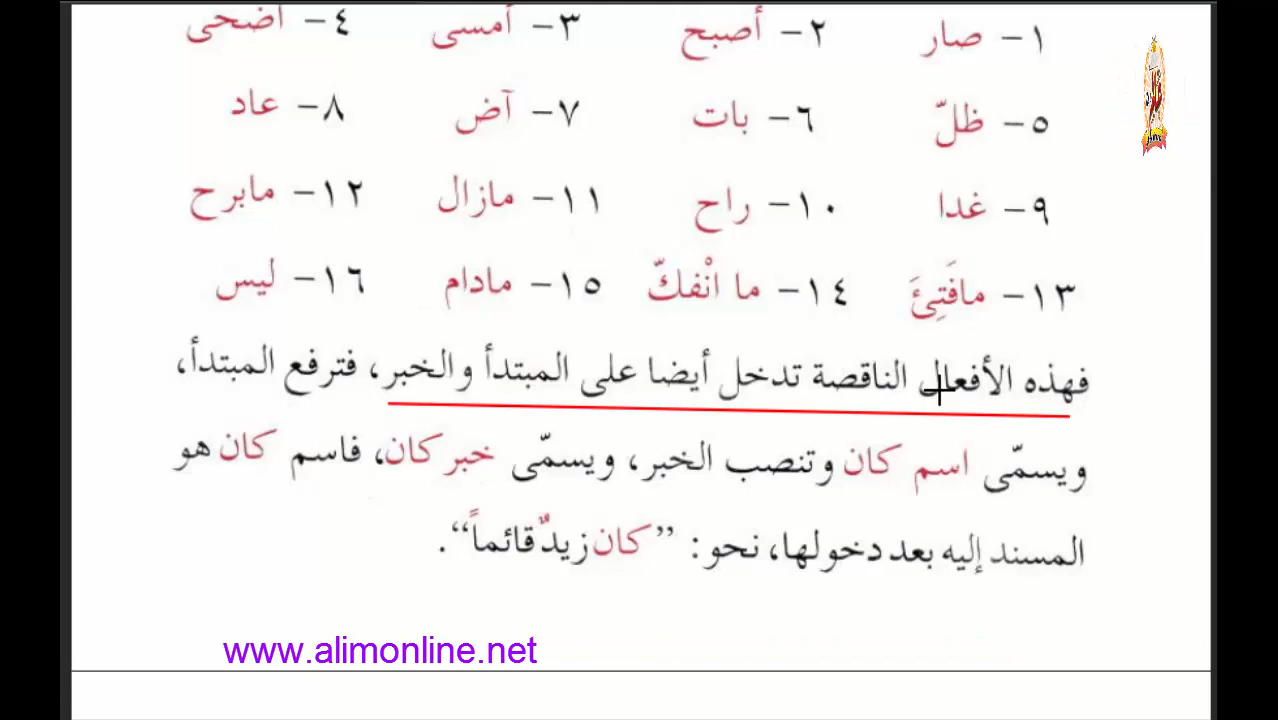 ١– صار ٢– أصبح ٣– أمسى ٤– أضحى
٥– ظلّ ٦– بات ٧– آض ٨– عاد
٩– غدا ١٠– راح ١١– مازال ١٢– مابرح
١٣– مافَتِئَ ١٤– ما انْفكّ ١٥– مادام ١٦– ليس
فهذه الأفعال الناقصة تدخل أيضا على المبتدأ والخبر، فترفع المبتدأ،
ويسمّى اسم كان وتنصب الخبر، ويسمّى خبر كان، فاسم كان هو
المسند إليه بعد دخولها، نحو: ”كان زيدٌ قائماً“.
www.alimonline.net